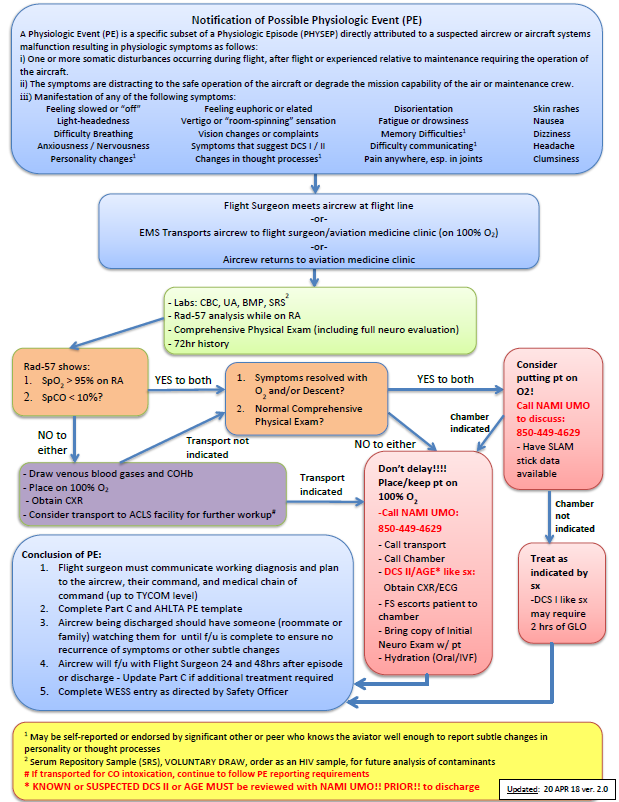 Notification of Possible Physiologic Event (PE)
A Physiologic Event (PE) is a specific subset of a Physiologic Episode (PHYSEP) directly attributed to a suspected aircrew or aircraft systems
malfunction resulting in physiologic symptoms as follows:
i) One or more somatic disturbances occurring during flight, after flight or experienced relative to maintenance requiring the operation of
the aircraft.
ii) The symptoms are distracting to the safe operation of the aircraft or degrade the mission capability of the air or maintenance crew.
iii) Manifestation of any of the following symptoms:
Feeling slowed or “off” Feeling euphoric or elated Disorientation Skin rashes
Light-headedness Vertigo or “room-spinning” sensation Fatigue or drowsiness Nausea
Difficulty Breathing Vision changes or complaints Memory Difficulties¹ Dizziness
Anxiousness / Nervousness Symptoms that suggest DCS I / II Difficulty communicating¹ Headache
Personality changes¹ Changes in thought processes¹ Pain anywhere, esp. in joints Clumsiness
Flight Surgeon meets aircrew at flight line
-or-
EMS Transports aircrew to flight surgeon/aviation medicine clinic (on 100% O₂)
-or-
Aircrew returns to aviation medicine clinic
- Labs: CBC, UA, BMP, SRS²
- Rad-57 analysis while on RA
- Comprehensive Physical Exam (including full neuro evaluation)
- 72hr history
Rad-57 shows:
1. SpO₂ > 95% on RA
2. SpCO < 10%?
YES to both
1. Symptoms resolved with
O₂ and/or Descent?
2. Normal Comprehensive
Physical Exam?
YES to both
Consider
putting pt on
O2!
Call NAMI UMO
to discuss:
850-449-4629
- Have SLAM
stick data
available
NO to
either
Transport not
indicated
NO to either
Chamber
indicated
- Draw venous blood gases and COHb
- Place on 100% O₂
- Obtain CXR
- Consider transport to ACLS facility for further workup#
Transport
indicated
Don’t delay!!!!
Place/keep pt on
100% O₂
-Call NAMI UMO:
850-449-4629
- Call transport
- Call Chamber
- DCS II/AGE* like sx:
Obtain CXR/ECG
- FS escorts patient to
chamber
- Bring copy of Initial
Neuro Exam w/ pt
- Hydration (Oral/IVF)
Chamber
not
indicated
Treat as
indicated by
sx
-DCS I like sx
may require
2 hrs of GLO
Conclusion of PE:
1. Flight surgeon must communicate working diagnosis and plan
to the aircrew, their command, and medical chain of
command (up to TYCOM level)
2. Complete Part C and AHLTA PE template
3. Aircrew being discharged should have someone (roommate or
family) watching them for until f/u is complete to ensure no
recurrence of symptoms or other subtle changes
4. Aircrew will f/u with Flight Surgeon 24 and 48hrs after episode
or discharge - Update Part C if additional treatment required
5. Complete WESS entry as directed by Safety Officer
¹ May be self-reported or endorsed by significant other or peer who knows the aviator well enough to report subtle changes in
personality or thought processes
² Serum Repository Sample (SRS), VOLUNTARY DRAW, order as an HIV sample, for future analysis of contaminants
# If transported for CO intoxication, continue to follow PE reporting requirements
* KNOWN or SUSPECTED DCS II or AGE MUST be reviewed with NAMI UMO!! PRIOR!! to discharge
Updated: 20 APR 18 ver. 2.0